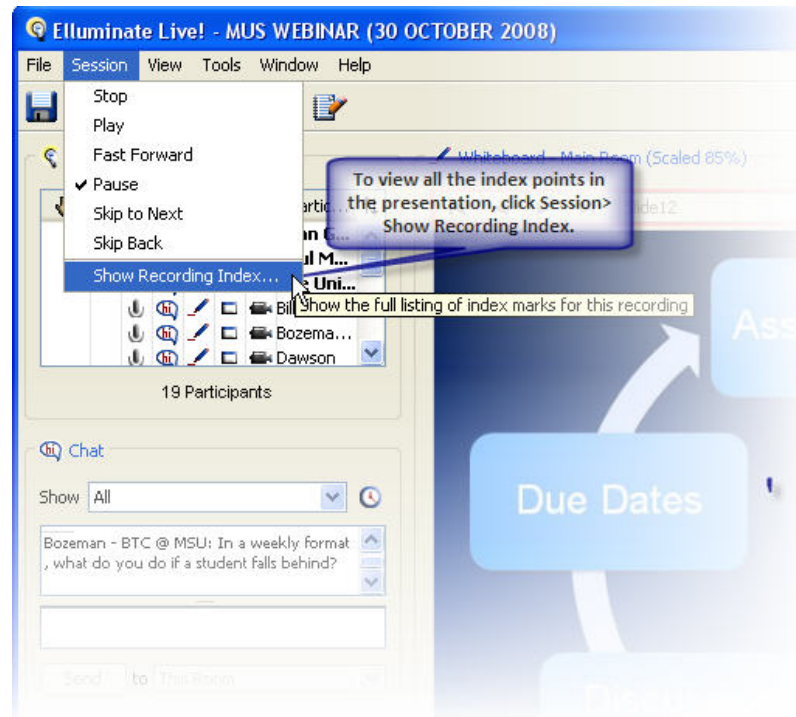 Elluminate Live! - MUS WEBINAR (30 OCTOBER 2008)
File Session View Tools Window Help
Stop
Play
Fast Forward
Pause
Skip to Next
Skip Back
Show Recording Index...
Show the full listing of index marks for this recording
To view all the index points in
the presentation, click Session>
Show Recording Index.
Whiteboard - Main Room (Scaled 85%)
Uni...
Bozema...
Dawson
19 Participants
Chat
Show All
Bozeman - BTC @ MSU: In a weekly format
, what do you do if a student falls behind?
Send to This Room
Due Dates